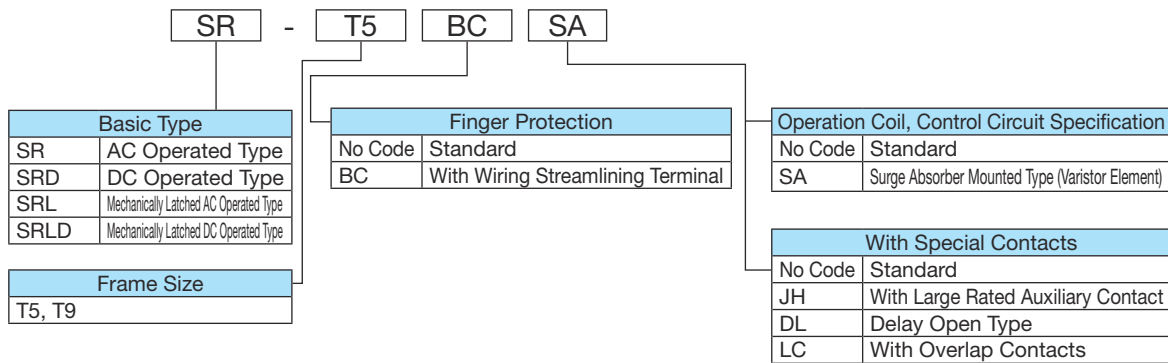 SR - T5 BC SA
Basic Type
SR AC Operated Type
SRD DC Operated Type
SRL Mechanically Latched AC Operated Type
SRLD Mechanically Latched DC Operated Type
Frame Size
T5, T9
Finger Protection
No Code Standard
BC With Wiring Streamlining Terminal
Operation Coil, Control Circuit Specification
No Code Standard
SA Surge Absorber Mounted Type (Varistor Element)
With Special Contacts
No Code Standard
JH With Large Rated Auxiliary Contact
DL Delay Open Type
LC With Overlap Contacts